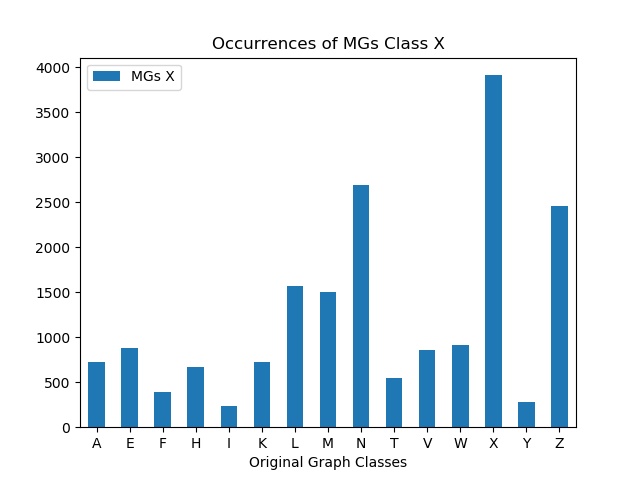 Occurrences of MGs Class X
MGs X
4000
3500
3000
2500
2000
1500
1000
500
0
A E F H I K L M N T V W X Y Z
Original Graph Classes